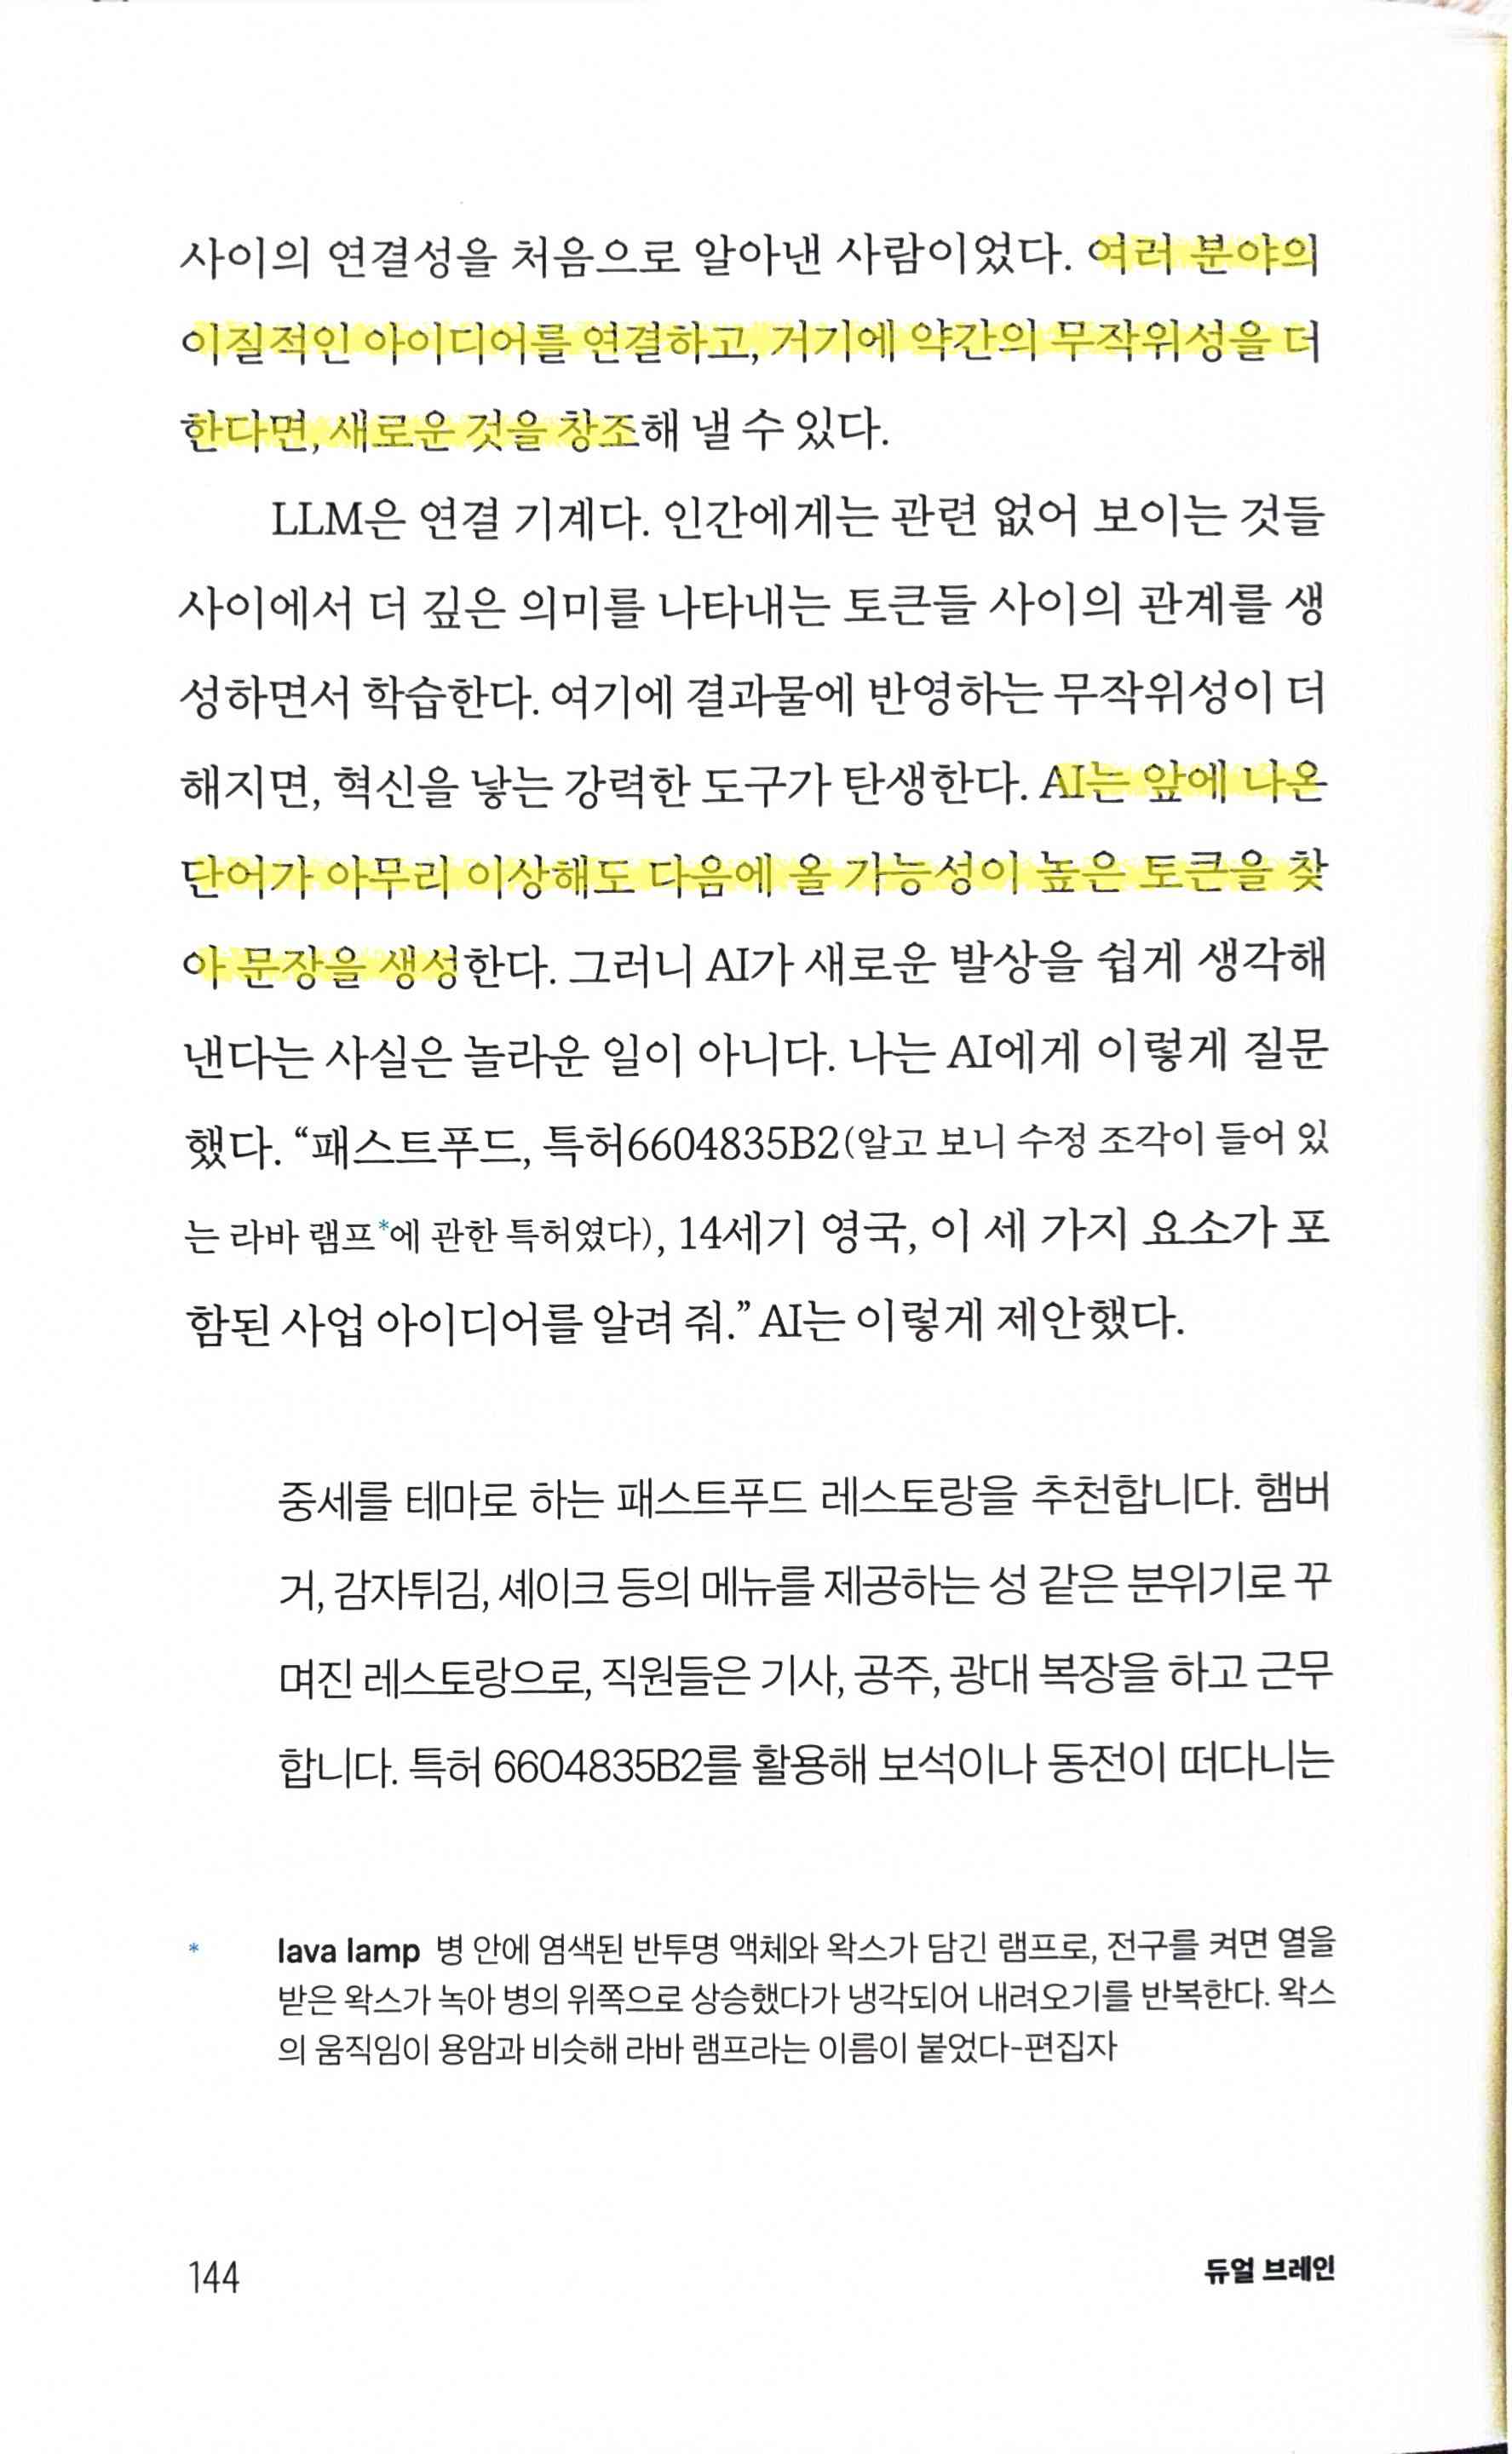 사이의 연결성을 처음으로 알아낸 사람이었다. 여러 분야의
이질적인 아이디어를 연결하고, 거기에 약간의 무작위성을 더
한다면, 새로운 것을 창조해 낼 수 있다.
LLM은 연결 기계다. 인간에게는 관련 없어 보이는 것들
사이에서 더 깊은 의미를 나타내는 토큰들 사이의 관계를 생
성하면서 학습한다. 여기에 결과물에 반영하는 무작위성이 더
해지면, 혁신을 낳는 강력한 도구가 탄생한다. AI는 앞에 나온
단어가 아무리 이상해도 다음에 올 가능성이 높은 토큰을 찾
아 문장을 생성한다. 그러니 AI가 새로운 발상을 쉽게 생각해
낸다는 사실은 놀라운 일이 아니다. 나는 AI에게 이렇게 질문
했다. “패스트푸드, 특허6604835B2(알고 보니 수정 조각이 들어 있
는 라바 램프*에 관한 특허였다), 14세기 영국, 이 세 가지 요소가 포
함된 사업 아이디어를 알려 줘.” AI는 이렇게 제안했다.
중세를 테마로 하는 패스트푸드 레스토랑을 추천합니다. 햄버
거, 감자튀김, 셰이크 등의 메뉴를 제공하는 성 같은 분위기로 꾸
며진 레스토랑으로, 직원들은 기사, 공주, 광대 복장을 하고 근무
합니다. 특허 6604835B2를 활용해 보석이나 동전이 떠다니는
* lava lamp 병 안에 염색된 반투명 액체와 왁스가 담긴 램프로, 전구를 켜면 열을
받은 왁스가 녹아 병의 위쪽으로 상승했다가 냉각되어 내려오기를 반복한다. 왁스
의 움직임이 용암과 비슷해 라바 램프라는 이름이 붙었다-편집자
144
듀얼 브레인